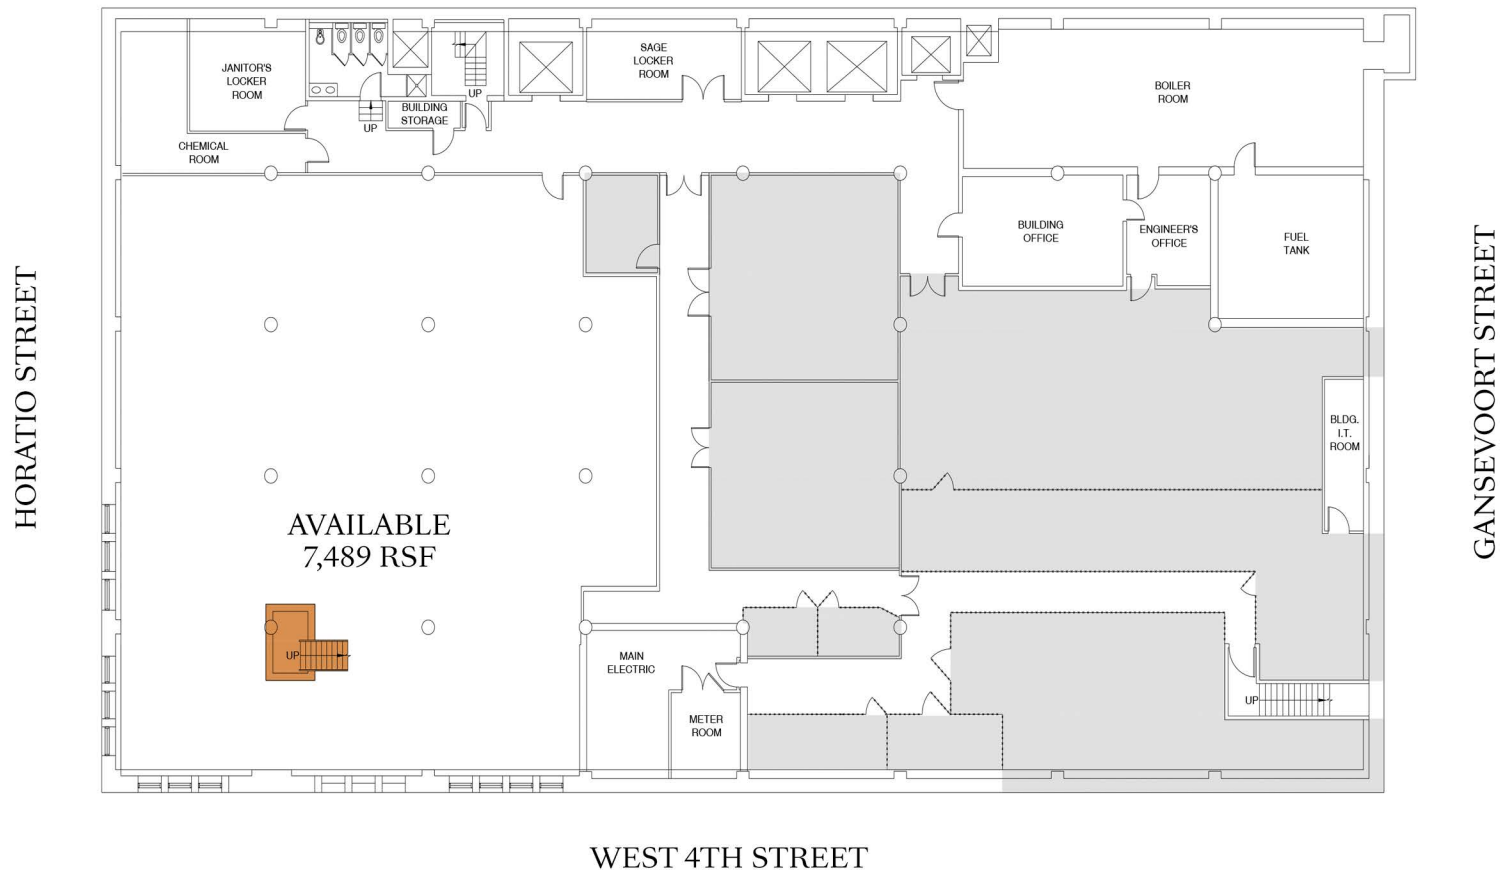 SAGE
LOCKER
ROOM
JANITOR'S
LOCKER
ROOM
UP
BUILDING
STORAGE
UP
BOILER
ROOM
CHEMICAL
ROOM
BUILDING
OFFICE
ENGINEER'S
OFFICE
FUEL
TANK
HORATIO STREET
GANSEVOORT STREET
BLDG.
I.T.
ROOM
AVAILABLE
7,489 RSF
UP
MAIN
ELECTRIC
METER
ROOM
UP
WEST 4TH STREET